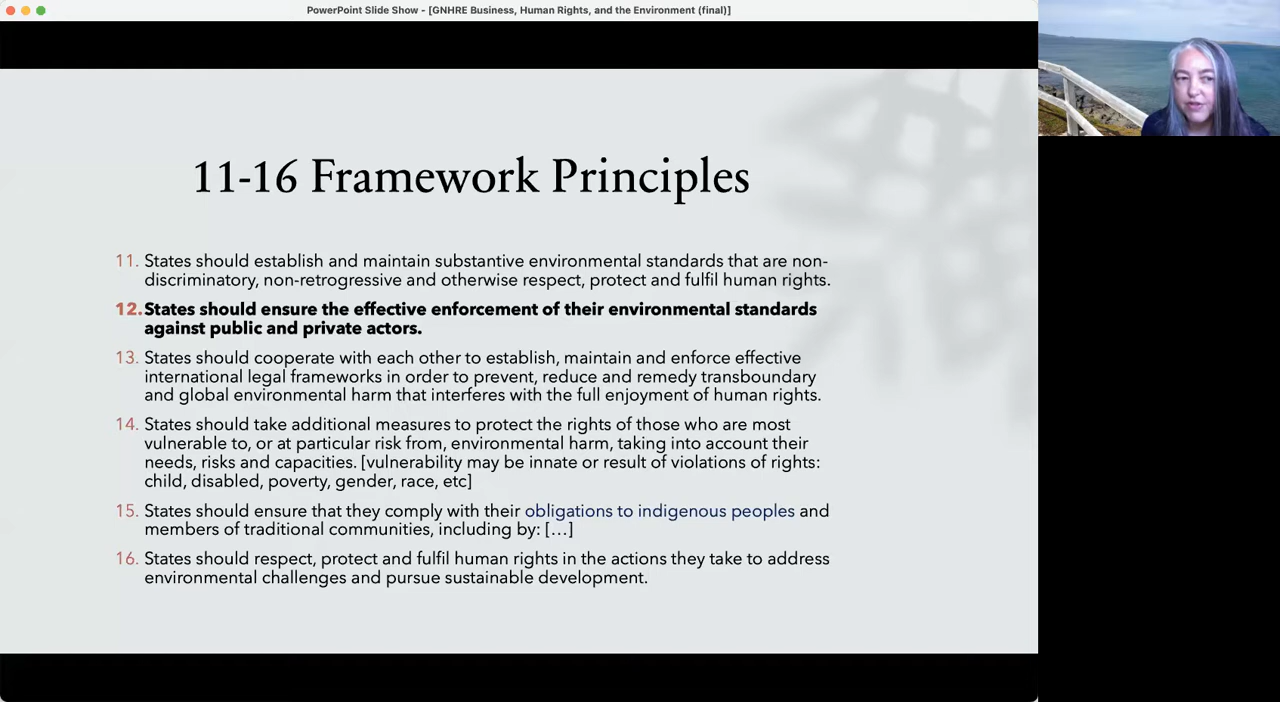 PowerPoint Slide Show - [GNHRE Business, Human Rights, and the Environment (final)]
11-16 Framework Principles
11. States should establish and maintain substantive environmental standards that are non-
discriminatory, non-retrogressive and otherwise respect, protect and fulfil human rights.
12. States should ensure the effective enforcement of their environmental standards
against public and private actors.
13. States should cooperate with each other to establish, maintain and enforce effective
international legal frameworks in order to prevent, reduce and remedy transboundary
and global environmental harm that interferes with the full enjoyment of human rights.
14. States should take additional measures to protect the rights of those who are most
vulnerable to, or at particular risk from, environmental harm, taking into account their
needs, risks and capacities. [vulnerability may be innate or result of violations of rights:
child, disabled, poverty, gender, race, etc]
15. States should ensure that they comply with their obligations to indigenous peoples and
members of traditional communities, including by: […]
16. States should respect, protect and fulfil human rights in the actions they take to address
environmental challenges and pursue sustainable development.